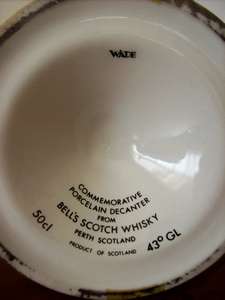 WADE
COMMEMORATIVE
PORCELAIN DECANTER
FROM
BELL'S SCOTCH WHISKY
PERTH SCOTLAND
50cl
43° GL
PRODUCT OF SCOTLAND